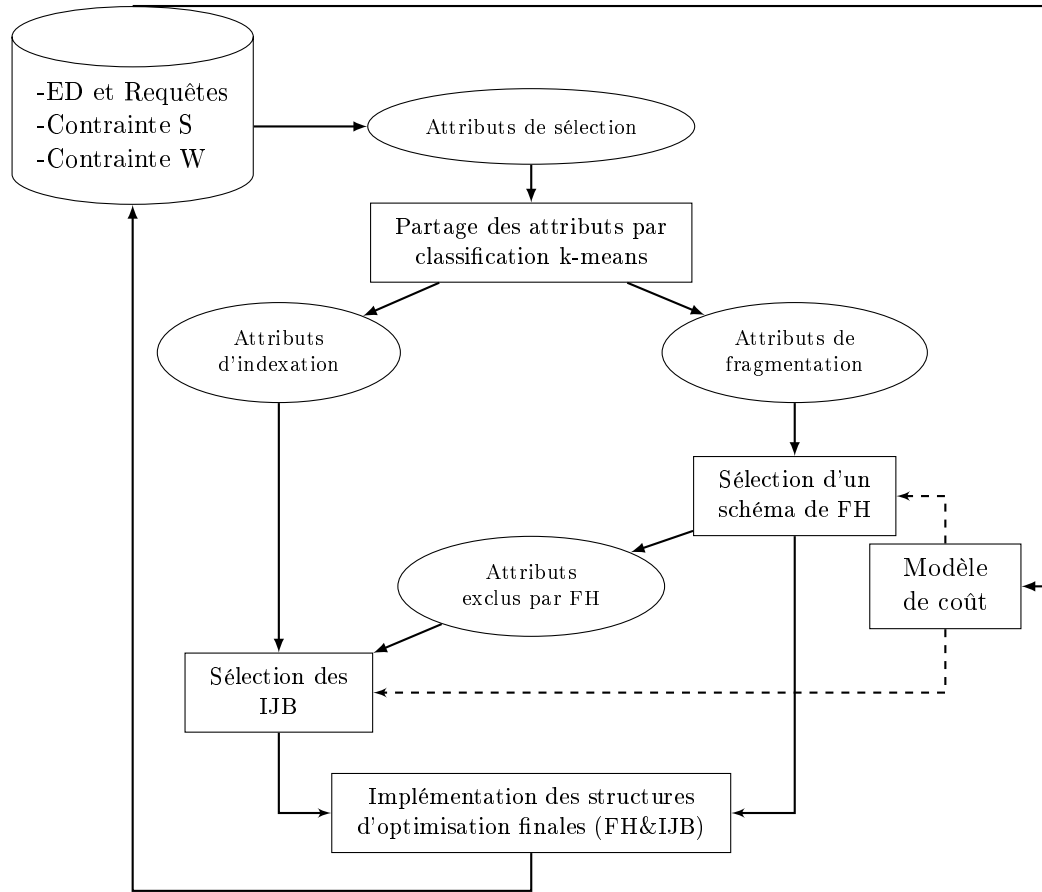 -ED et Requêtes
-Contrainte S
-Contrainte W
Attributs de sélection
Partage des attributs par
classification k-means
Attributs
d'indexation
Attributs de
fragmentation
Sélection d'un
schéma de FH
Attributs
exclus par FH
Modèle
de coût
Sélection des
IJB
Implémentation des structures
d'optimisation finales (FH&IJB)